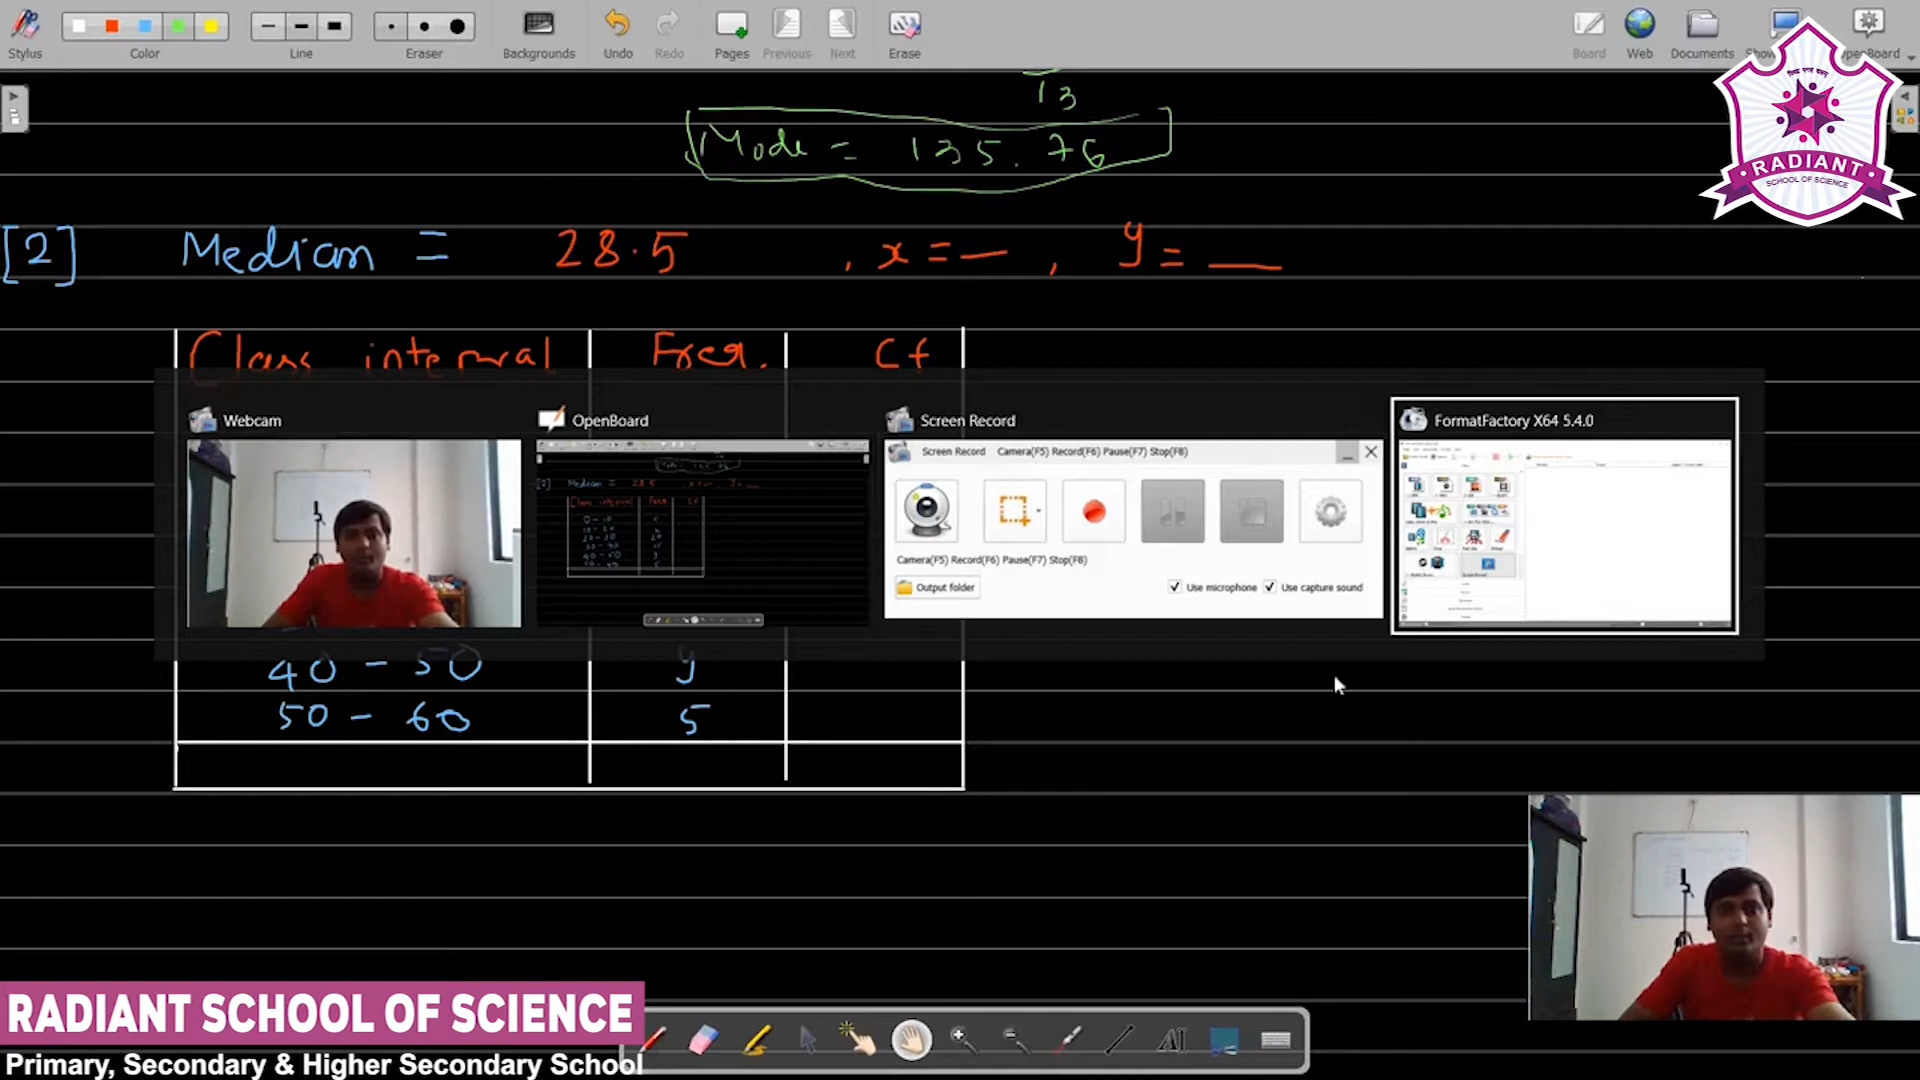 Stylus Color Line Eraser Backgrounds Undo Redo Pages Previous Next Erase Board Web Documents
13
Mode = 135.76
[2] Median = 28.5 , x = — , y = __
Class interval Freq. Cf
Webcam OpenBoard Screen Record FormatFactory X64 5.4.0
Screen Record Camera(F5) Record(F6) Pause(F7) Stop(F8)
Camera(F5) Record(F6) Pause(F7) Stop(F8)
Output folder Use microphone Use capture sound
40 - 50 y
50 - 60 5
RADIANT
SCHOOL OF SCIENCE
RADIANT SCHOOL OF SCIENCE
Primary, Secondary & Higher Secondary School